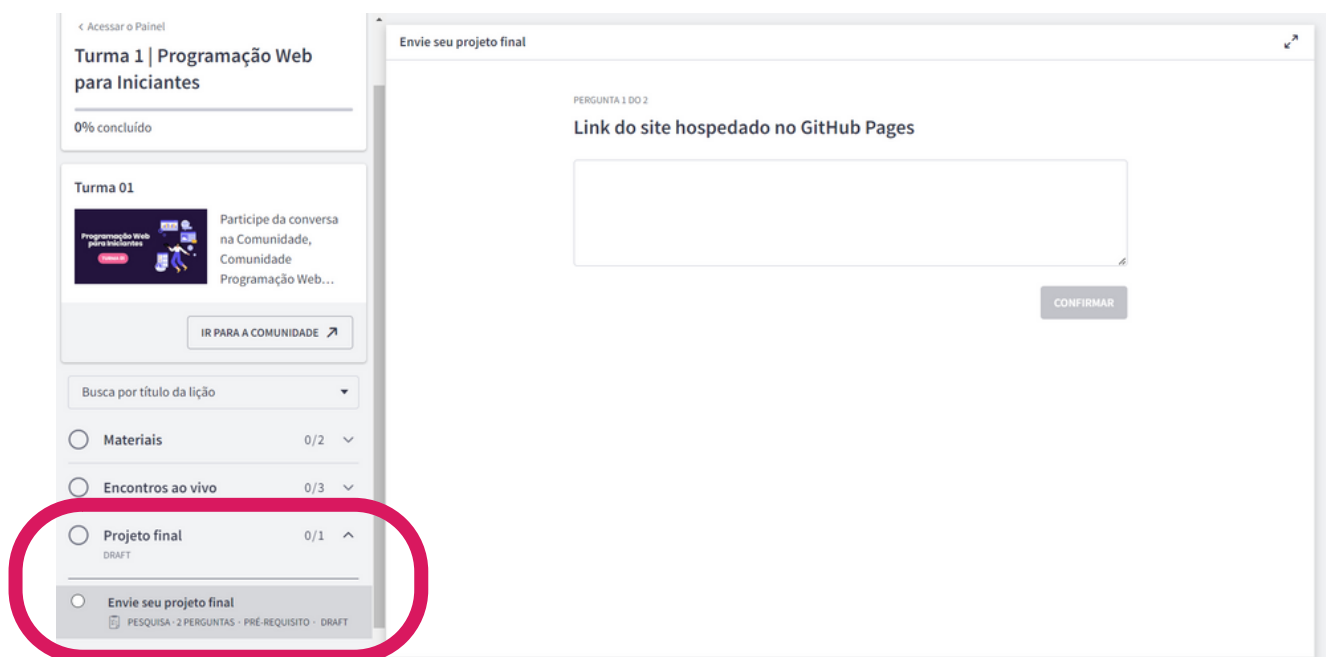 < Acessar o Painel
Turma 1 | Programação Web
para Iniciantes
0% concluído
Turma 01
Programação Web
para Iniciantes
Participe da conversa
na Comunidade,
Comunidade
Programação Web...
IR PARA A COMUNIDADE
Busca por título da lição
Materiais 0/2
Encontros ao vivo 0/3
Projeto final 0/1
DRAFT
Envie seu projeto final
PESQUISA · 2 PERGUNTAS · PRÉ-REQUISITO · DRAFT
Envie seu projeto final
PERGUNTA 1 DO 2
Link do site hospedado no GitHub Pages
CONFIRMAR